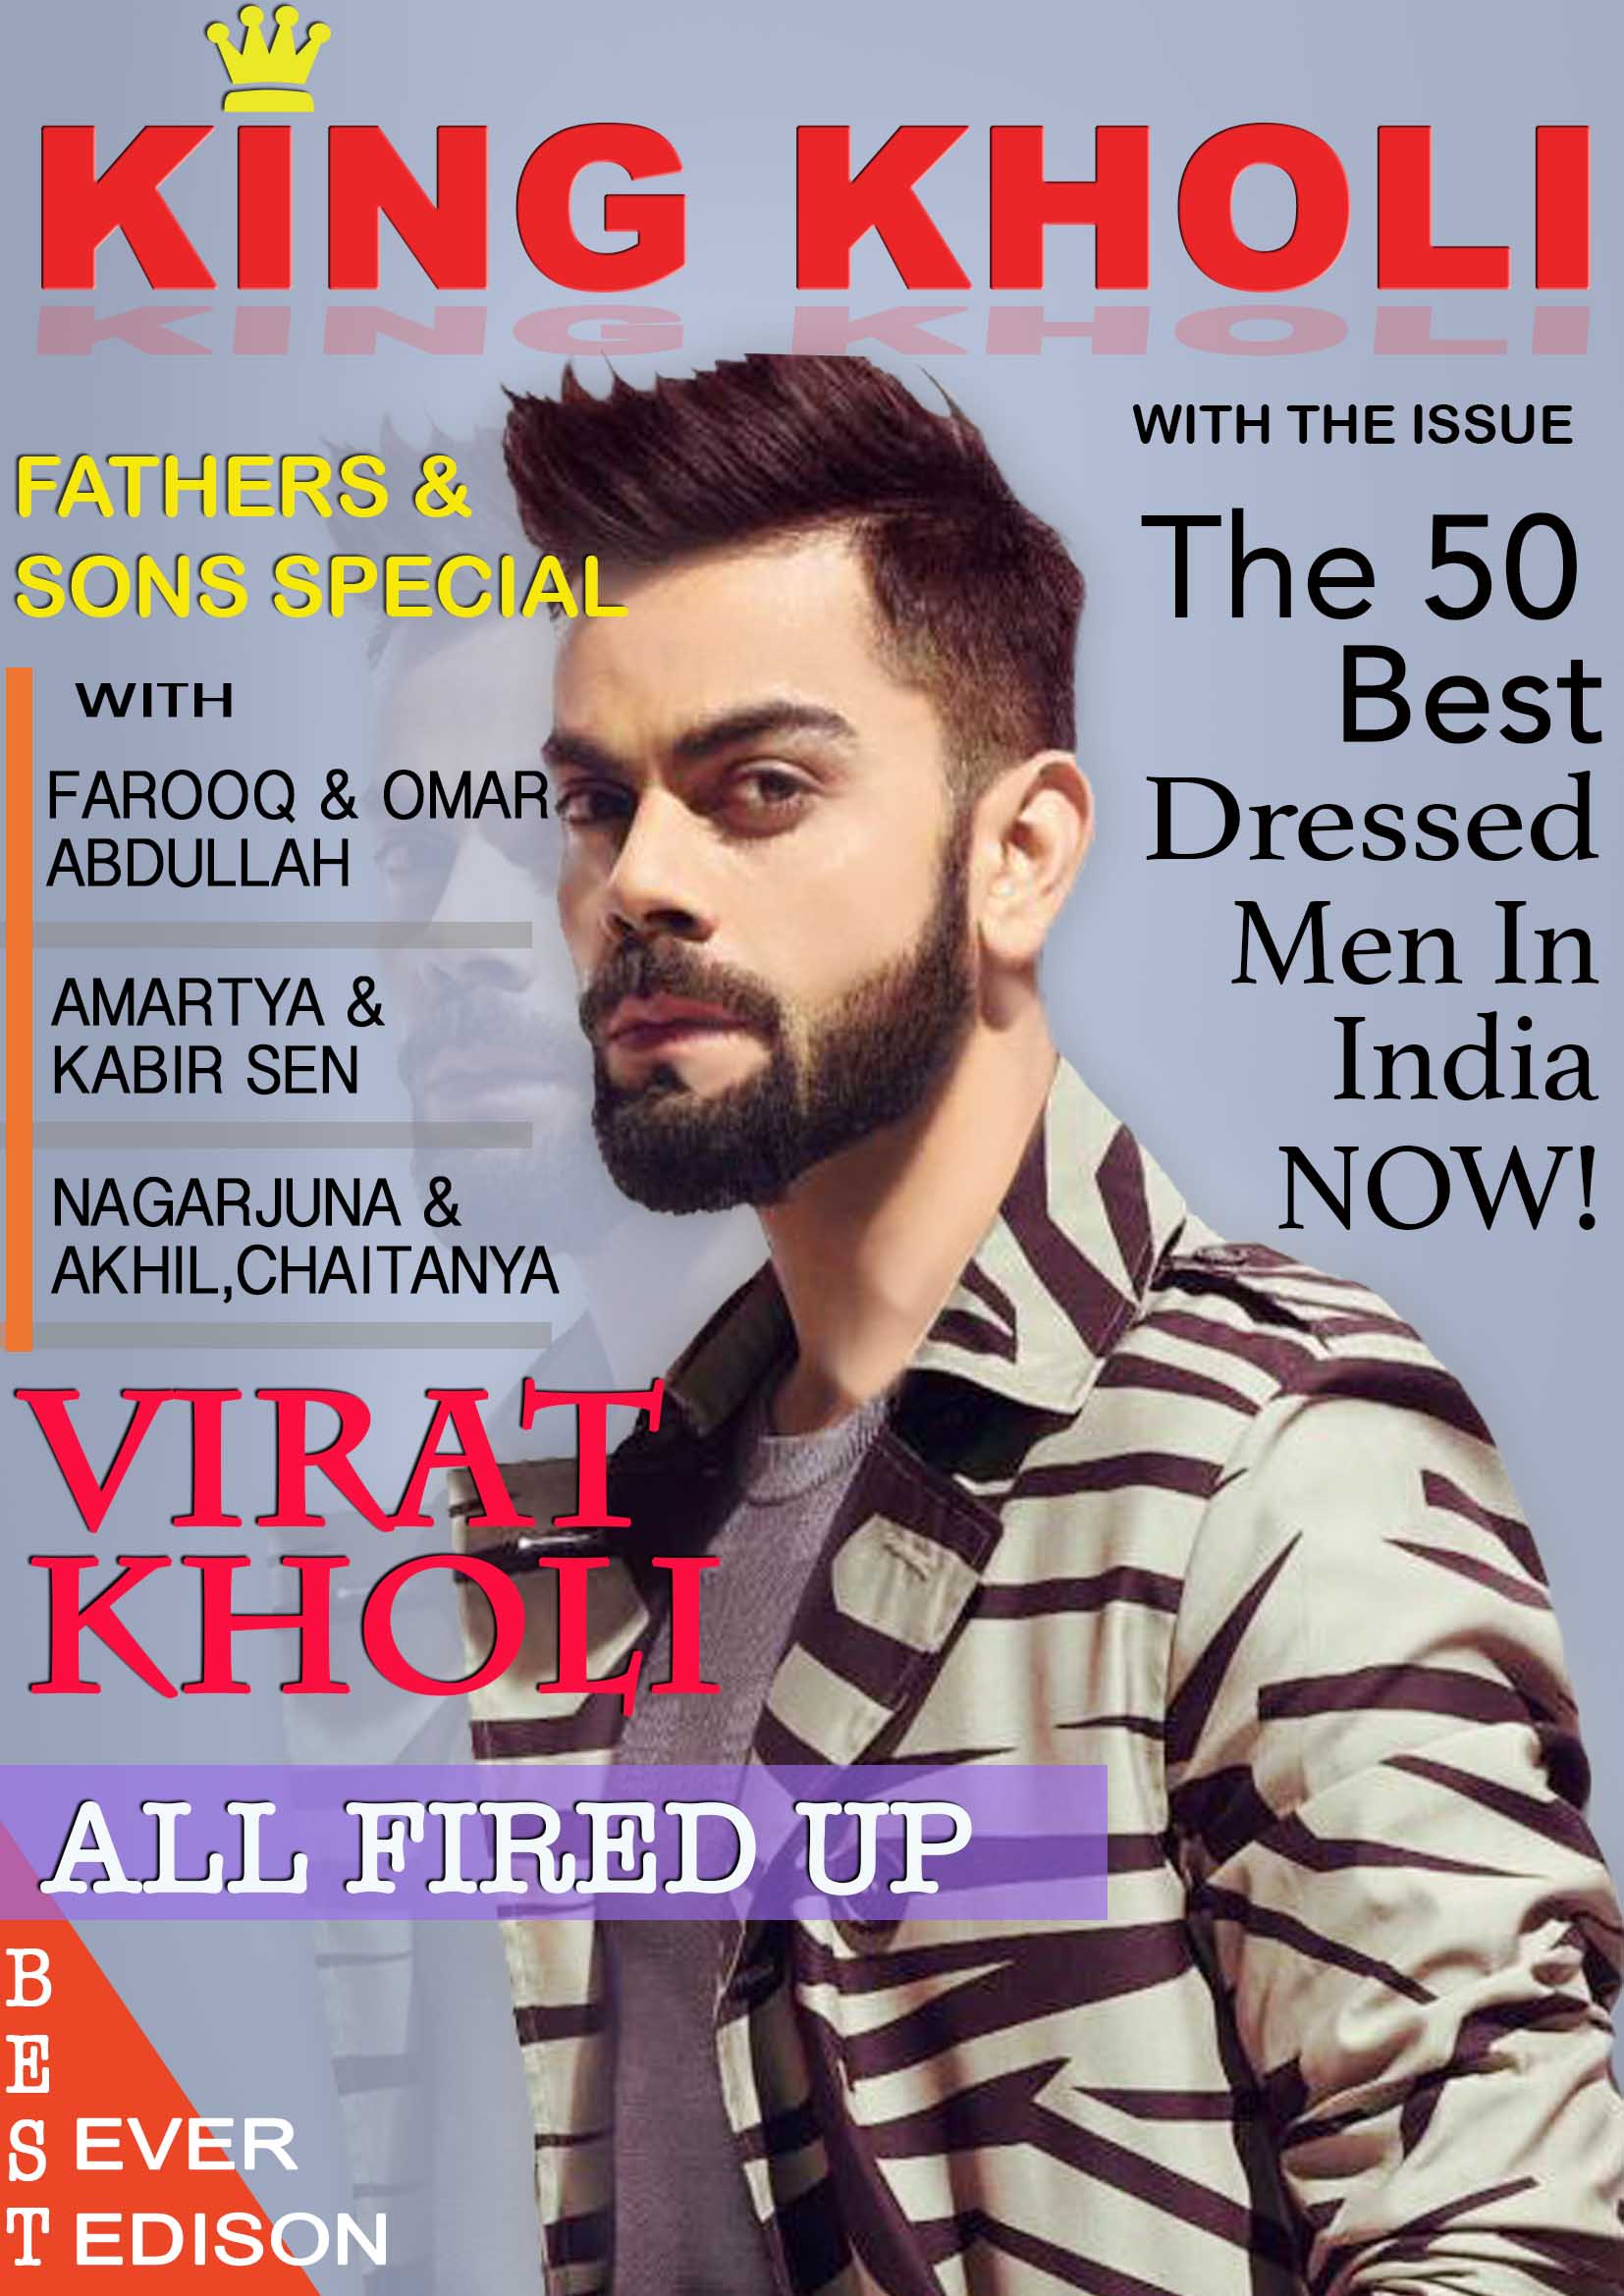 KING KHOLI
KING KHOLI
WITH THE ISSUE
FATHERS &
SONS SPECIAL
WITH
FAROOQ & OMAR
ABDULLAH
AMARTYA &
KABIR SEN
NAGARJUNA &
AKHIL,CHAITANYA
The 50
Best
Dressed
Men In
India
NOW!
VIRAT
KHOLI
ALL FIRED UP
BEST
EVER
EDISON